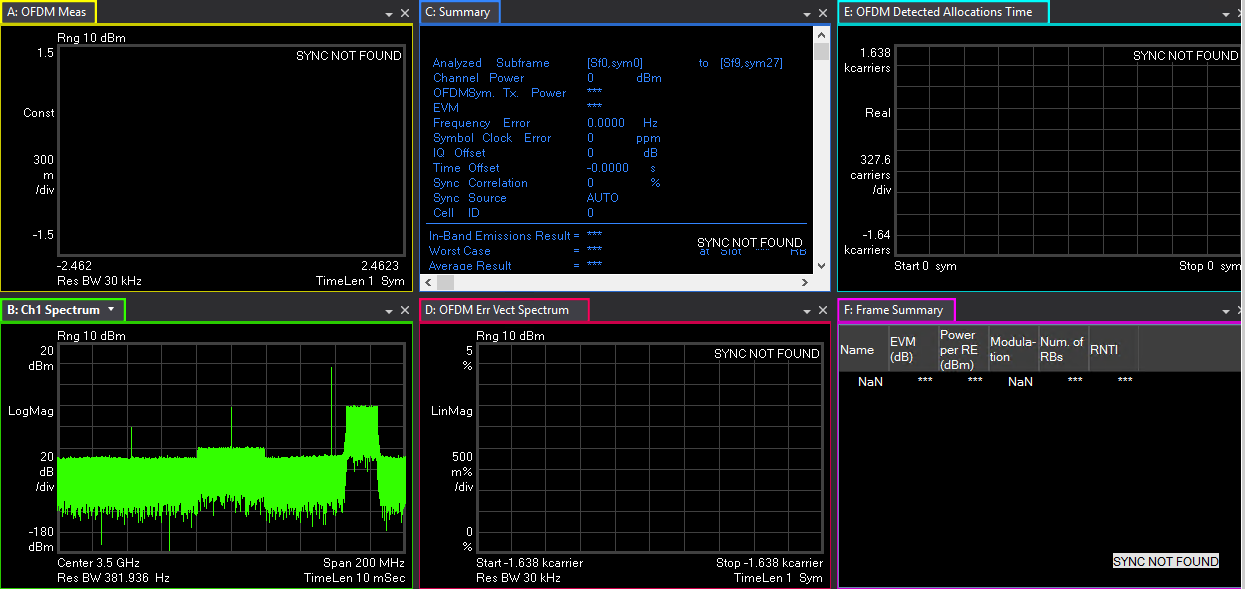 A: OFDM Meas
Rng 10 dBm
1.5
SYNC NOT FOUND
Const
300
m
/div
-1.5
-2.462
2.4623
Res BW 30 kHz
TimeLen 1 Sym
C: Summary
Analyzed Subframe [Sf0,sym0] to [Sf9,sym27]
Channel Power 0 dBm
OFDMSym. Tx. Power ***
EVM ***
Frequency Error 0.0000 Hz
Symbol Clock Error 0 ppm
IQ Offset 0 dB
Time Offset -0.0000 s
Sync Correlation 0 %
Sync Source AUTO
Cell ID 0
In-Band Emissions Result = ***
SYNC NOT FOUND
Worst Case = *** at Slot RB
Average Result = ***
E: OFDM Detected Allocations Time
1.638
kcarriers
SYNC NOT FOUND
Real
327.6
carriers
/div
-1.64
kcarriers
Start 0 sym
Stop 0 sym
B: Ch1 Spectrum
Rng 10 dBm
20
dBm
LogMag
20
dB
/div
-180
dBm
Center 3.5 GHz
Span 200 MHz
Res BW 381.936 Hz
TimeLen 10 mSec
D: OFDM Err Vect Spectrum
Rng 10 dBm
5
%
SYNC NOT FOUND
LinMag
500
m%
/div
0
%
Start -1.638 kcarrier
Stop -1.638 kcarrier
Res BW 30 kHz
TimeLen 1 Sym
F: Frame Summary
Name
EVM
(dB)
Power
per RE
(dBm)
Modula-
tion
Num. of
RBs
RNTI
NaN *** *** NaN *** ***
SYNC NOT FOUND